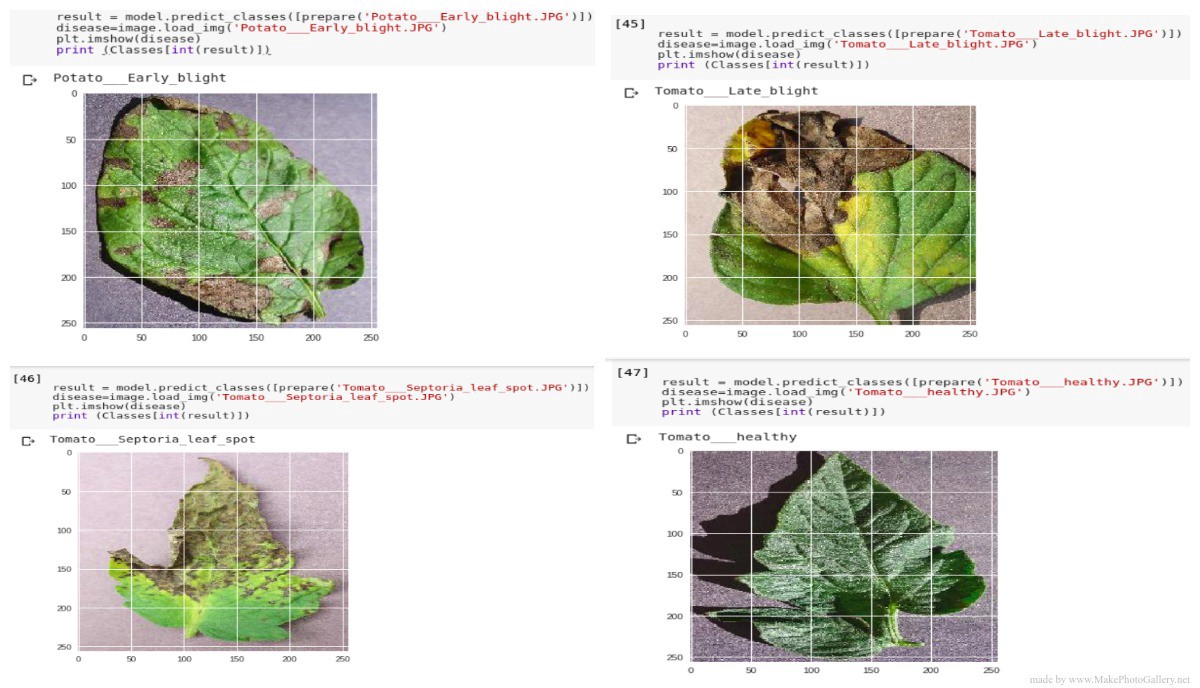 result = model.predict_classes([prepare('Potato___Early_blight.JPG')])
disease=image.load_img('Potato___Early_blight.JPG')
plt.imshow(disease)
print (Classes[int(result)])
Potato___Early_blight
0
50
100
150
200
250
0 50 100 150 200 250
[45]
result = model.predict_classes([prepare('Tomato___Late_blight.JPG')])
disease=image.load_img('Tomato___Late_blight.JPG')
plt.imshow(disease)
print (Classes[int(result)])
Tomato___Late_blight
0
50
100
150
200
250
0 50 100 150 200 250
[46]
result = model.predict_classes([prepare('Tomato___Septoria_leaf_spot.JPG')])
disease=image.load_img('Tomato___Septoria_leaf_spot.JPG')
plt.imshow(disease)
print (Classes[int(result)])
Tomato___Septoria_leaf_spot
0
50
100
150
200
250
0 50 100 150 200 250
[47]
result = model.predict_classes([prepare('Tomato___healthy.JPG')])
disease=image.load_img('Tomato___healthy.JPG')
plt.imshow(disease)
print (Classes[int(result)])
Tomato___healthy
0
50
100
150
200
250
0 50 100 150 200 250
made by www.MakePhotoGallery.net